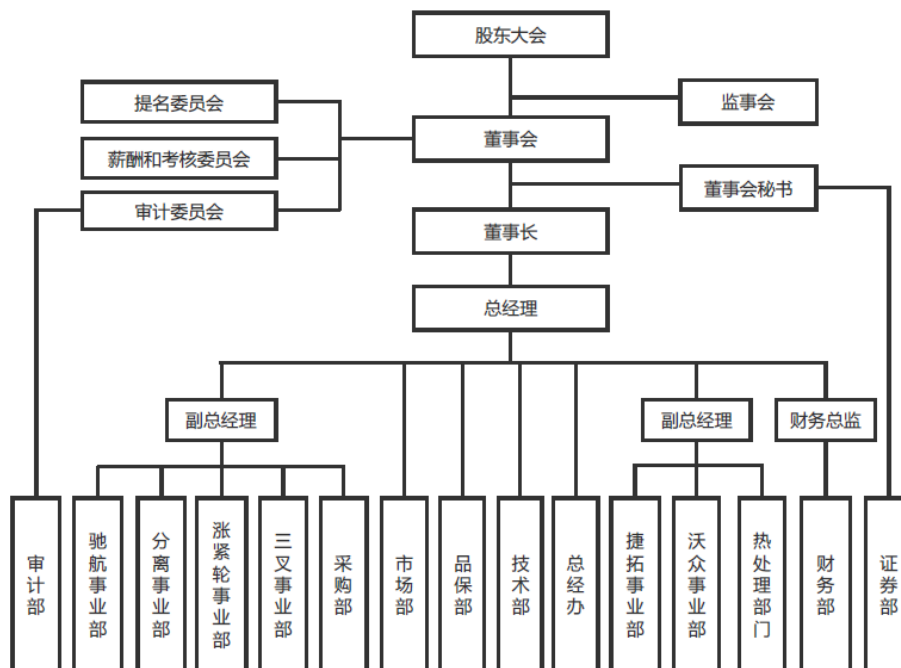 股东大会
提名委员会
监事会
董事会
薪酬和考核委员会
董事会秘书
审计委员会
董事长
总经理
副总经理
副总经理
财务总监
审计部
驰航事业部
分离事业部
涨紧轮事业部
三叉事业部
采购部
市场部
品保部
技术部
总经办
捷拓事业部
沃众事业部
热处理部门
财务部
证券部